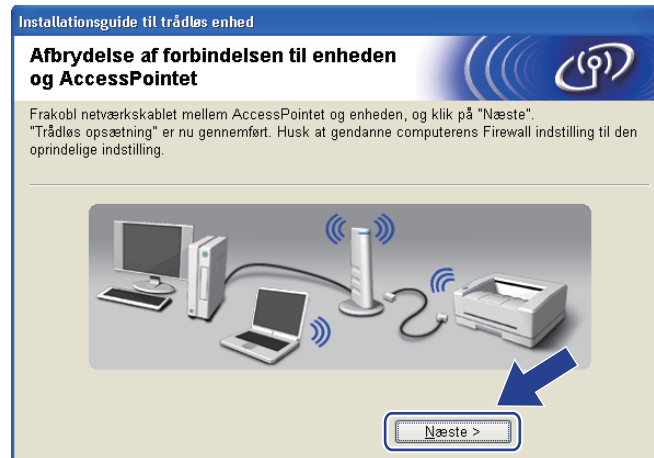 Installationsguide til trådløs enhed
Afbrydelse af forbindelsen til enheden
og AccessPointet
Frakobl netværkskablet mellem AccessPointet og enheden, og klik på "Næste".
"Trådløs opsætning" er nu gennemført. Husk at gendanne computerens Firewall indstilling til den
oprindelige indstilling.
Næste >